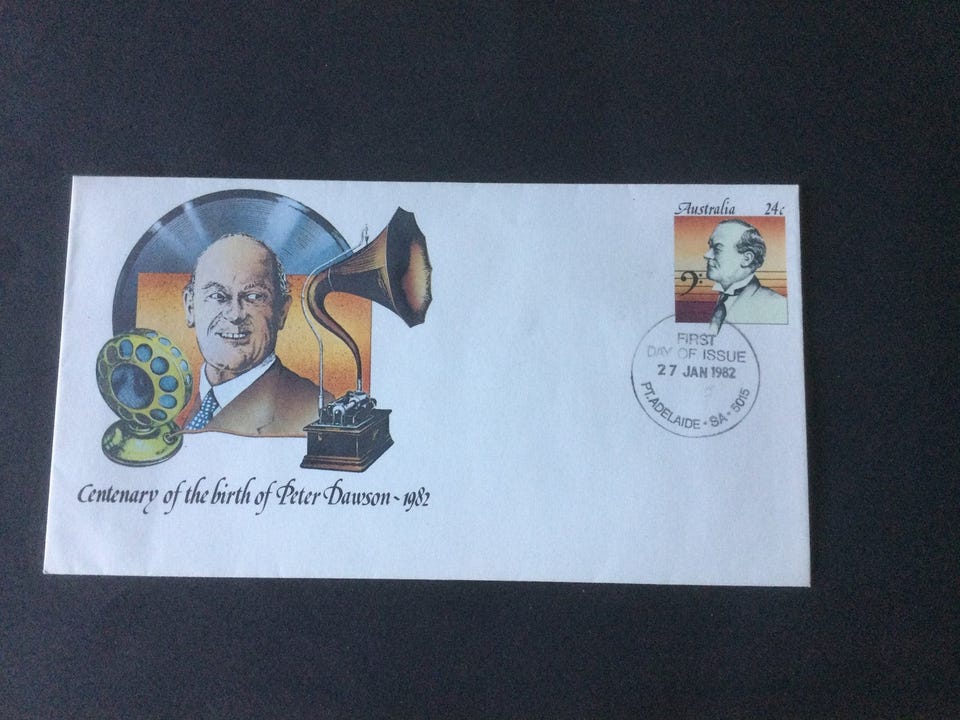 Australia 24c
FIRST
DAY OF ISSUE
27 JAN 1982
PT.ADELAIDE · SA · 5015
Centenary of the birth of Peter Dawson ~ 1982